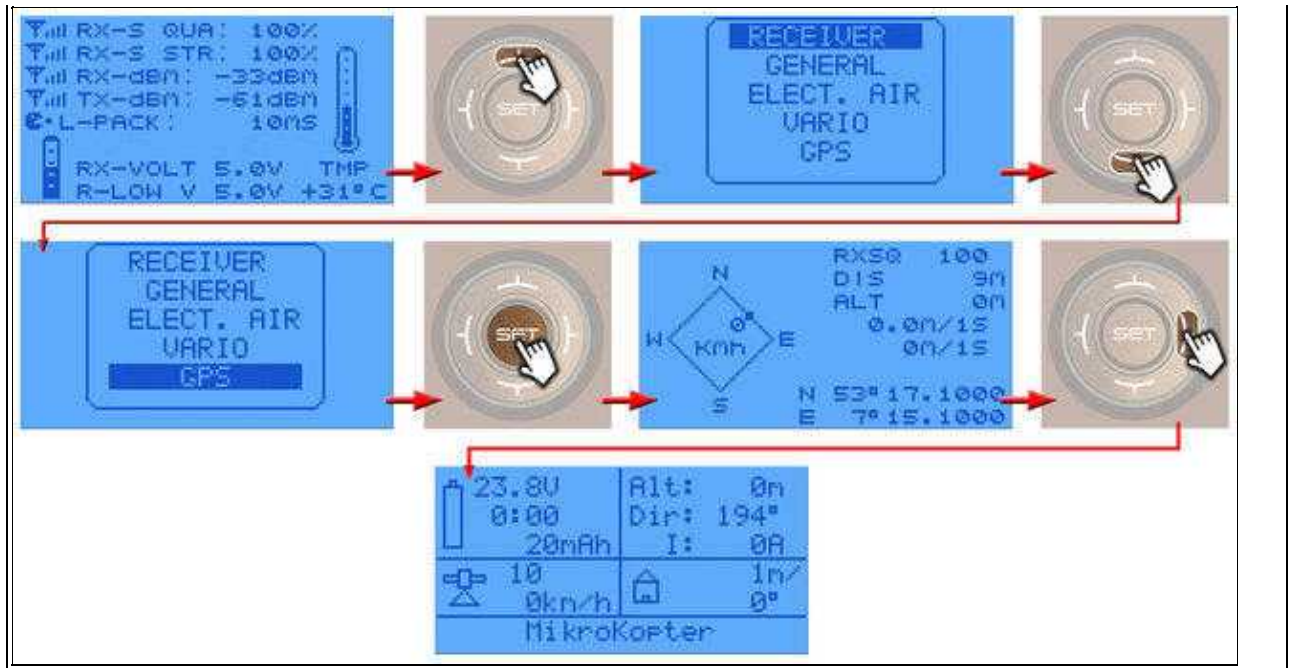 RX-S QUA: 100%
RX-S STR: 100%
RX-dBm: -33dBm
TX-dBm: -61dBm
L-PACK: 10mS
RX-VOLT 5.0V TMP
R-LOW V 5.0V +31°C
SET
RECEIVER
GENERAL
ELECT. AIR
VARIO
GPS
SET
RECEIVER
GENERAL
ELECT. AIR
VARIO
GPS
SET
N
W E
S
0°
Kmh
RXSQ 100
DIS 9m
ALT 0m
0.0m/1S
0m/1S
N 53°17.1000
E 7°15.1000
SET
23.8V
0:00
20mAh
Alt: 0m
Dir: 194°
I: 0A
10
0km/h
1m/
0°
MikroKopter